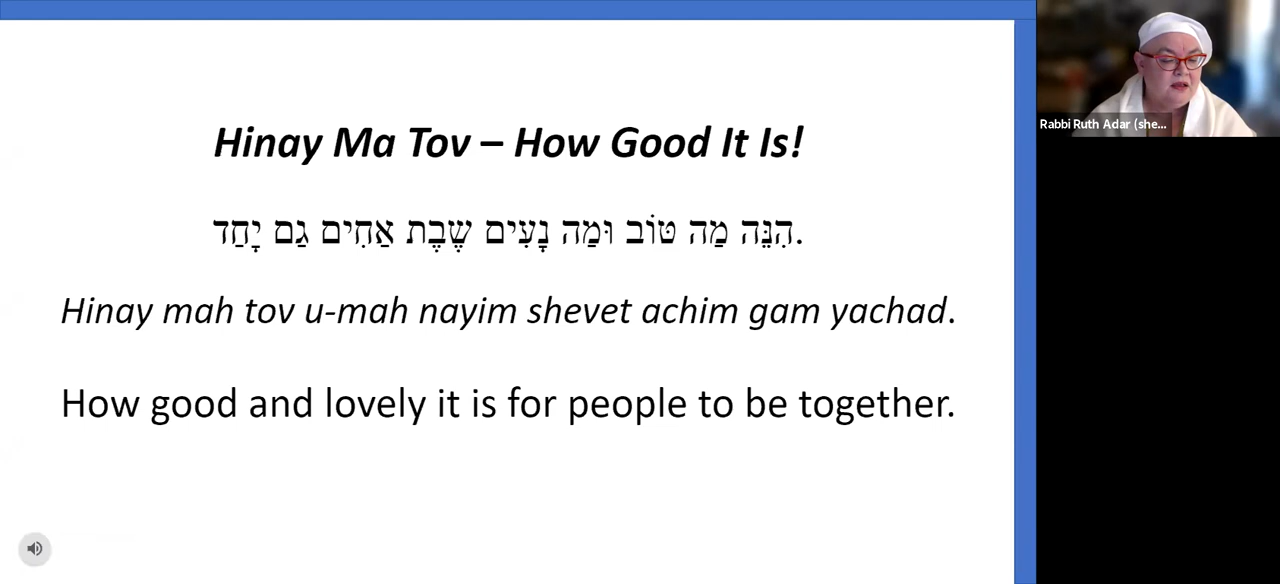 Hinay Ma Tov – How Good It Is!
הִנֵּה מַה טּוֹב וּמַה נָּעִים שֶׁבֶת אַחִים גַּם יָחַד.
Hinay mah tov u-mah nayim shevet achim gam yachad.
How good and lovely it is for people to be together.
Rabbi Ruth Adar (she...